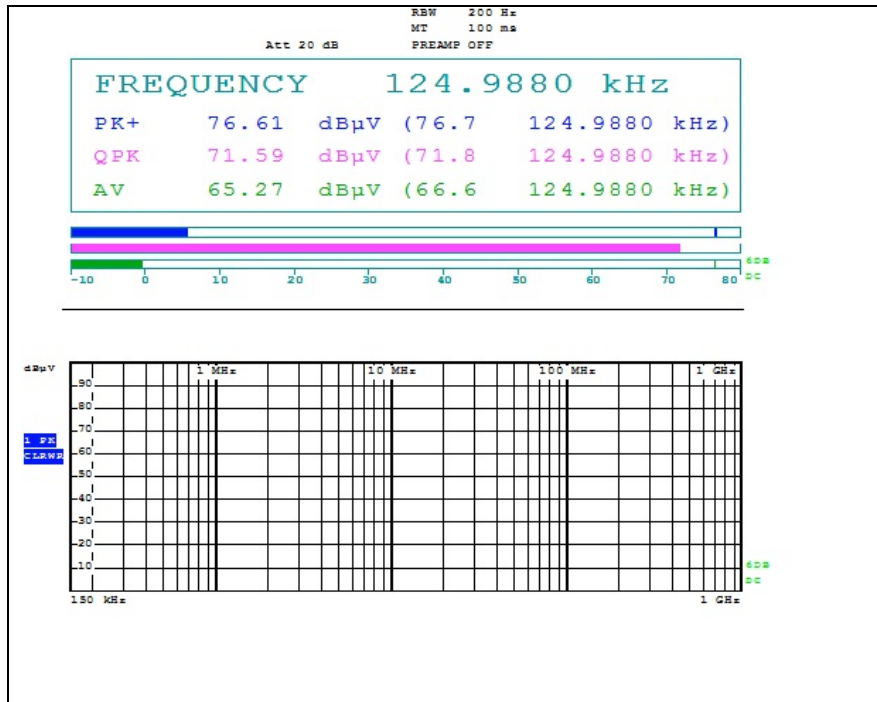 RBW 200 Hz
MT 100 ms
Att 20 dB PREAMP OFF
FREQUENCY 124.9880 kHz
PK+ 76.61 dBµV (76.7 124.9880 kHz)
QPK 71.59 dBµV (71.8 124.9880 kHz)
AV 65.27 dBµV (66.6 124.9880 kHz)
6DB
-10 0 10 20 30 40 50 60 70 80 DC
dBµV 1 MHz 10 MHz 100 MHz 1 GHz
90
80
70
1 PK
CLRWR 60
50
40
30
20
10 6DB
DC
150 kHz 1 GHz